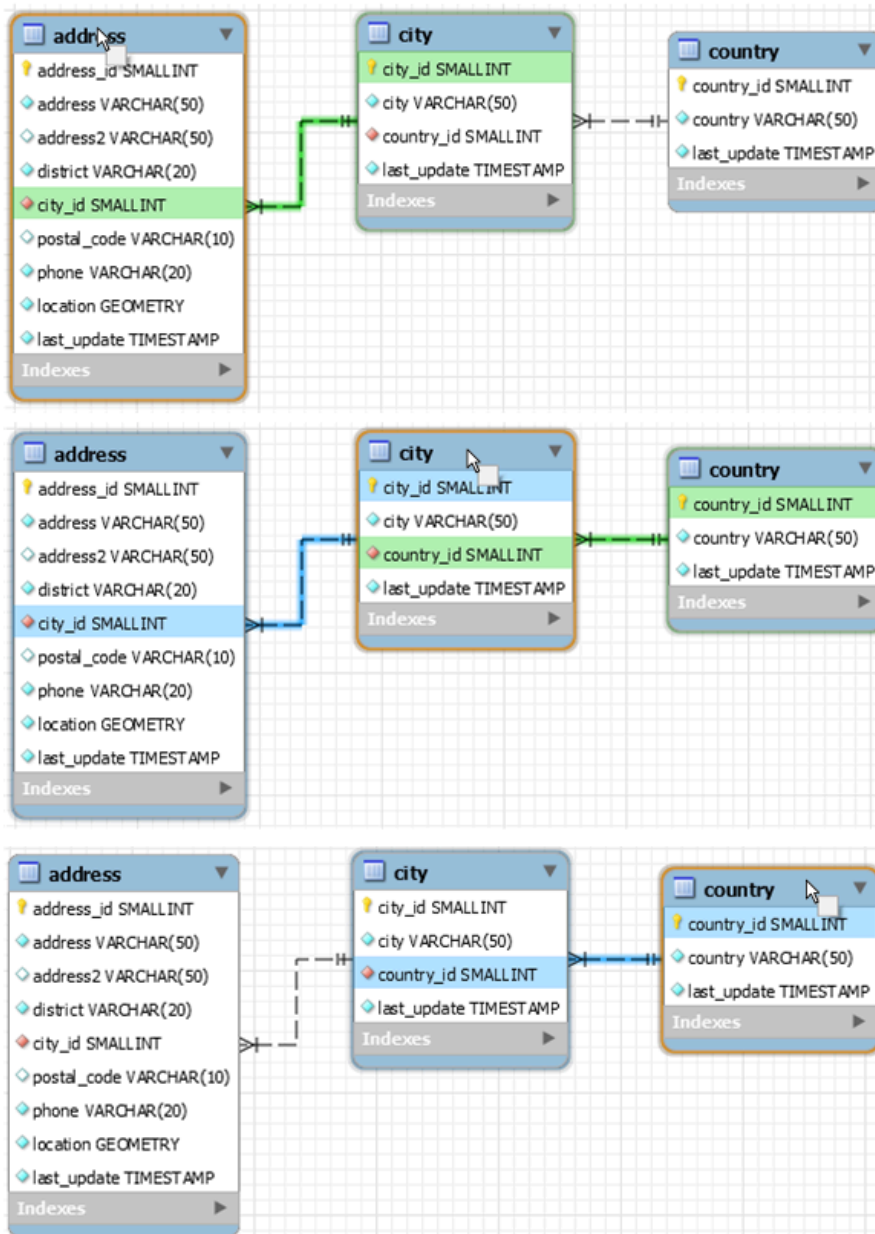 address
address_id SMALLINT
address VARCHAR(50)
address2 VARCHAR(50)
district VARCHAR(20)
city_id SMALLINT
postal_code VARCHAR(10)
phone VARCHAR(20)
location GEOMETRY
last_update TIMESTAMP
Indexes
city
city_id SMALLINT
city VARCHAR(50)
country_id SMALLINT
last_update TIMESTAMP
Indexes
country
country_id SMALLINT
country VARCHAR(50)
last_update TIMESTAMP
Indexes
address
address_id SMALLINT
address VARCHAR(50)
address2 VARCHAR(50)
district VARCHAR(20)
city_id SMALLINT
postal_code VARCHAR(10)
phone VARCHAR(20)
location GEOMETRY
last_update TIMESTAMP
Indexes
city
city_id SMALLINT
city VARCHAR(50)
country_id SMALLINT
last_update TIMESTAMP
Indexes
country
country_id SMALLINT
country VARCHAR(50)
last_update TIMESTAMP
Indexes
address
address_id SMALLINT
address VARCHAR(50)
address2 VARCHAR(50)
district VARCHAR(20)
city_id SMALLINT
postal_code VARCHAR(10)
phone VARCHAR(20)
location GEOMETRY
last_update TIMESTAMP
Indexes
city
city_id SMALLINT
city VARCHAR(50)
country_id SMALLINT
last_update TIMESTAMP
Indexes
country
country_id SMALLINT
country VARCHAR(50)
last_update TIMESTAMP
Indexes